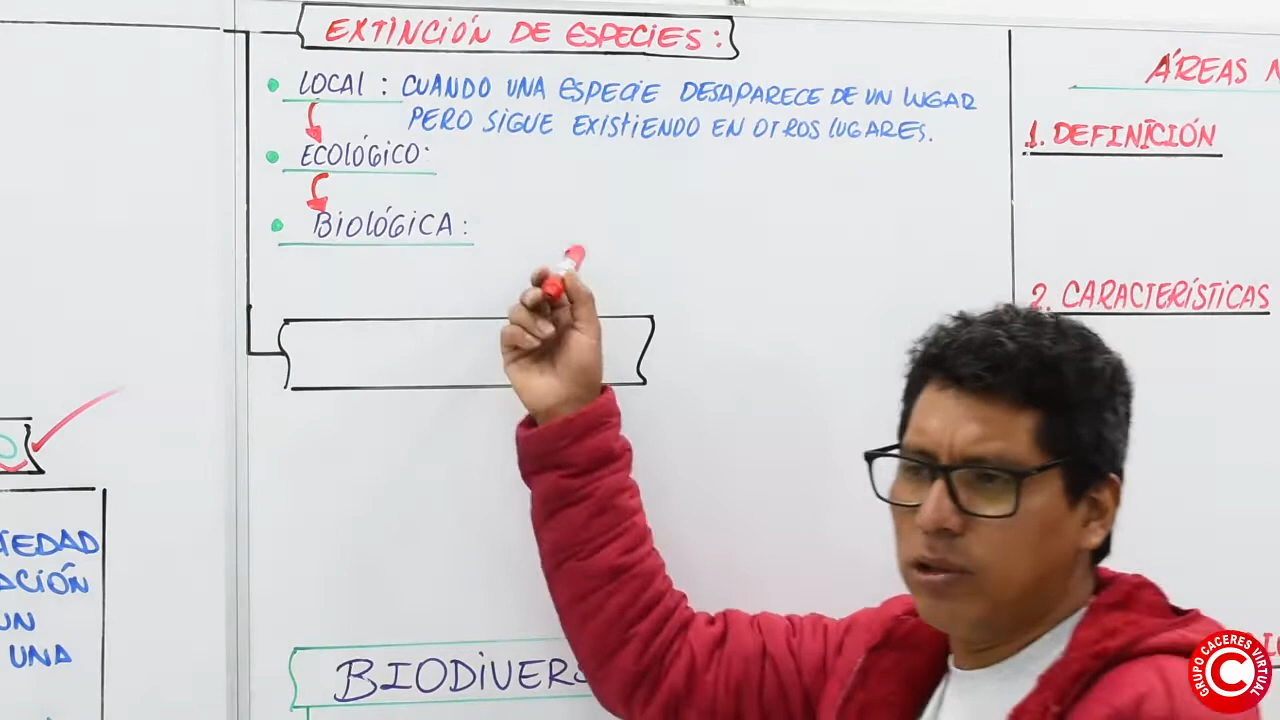 EXTINCIÓN DE ESPECIES:
• LOCAL: CUANDO UNA ESPECIE DESAPARECE DE UN LUGAR
PERO SIGUE EXISTIENDO EN OTROS LUGARES.
• ECOLÓGICO:
• BIOLÓGICA:
ÁREAS N
1. DEFINICIÓN
2. CARACTERÍSTICAS
IEDAD
ACIÓN
UN
UNA
BIODIVERS
GRUPO CACERES VIRTUAL
C